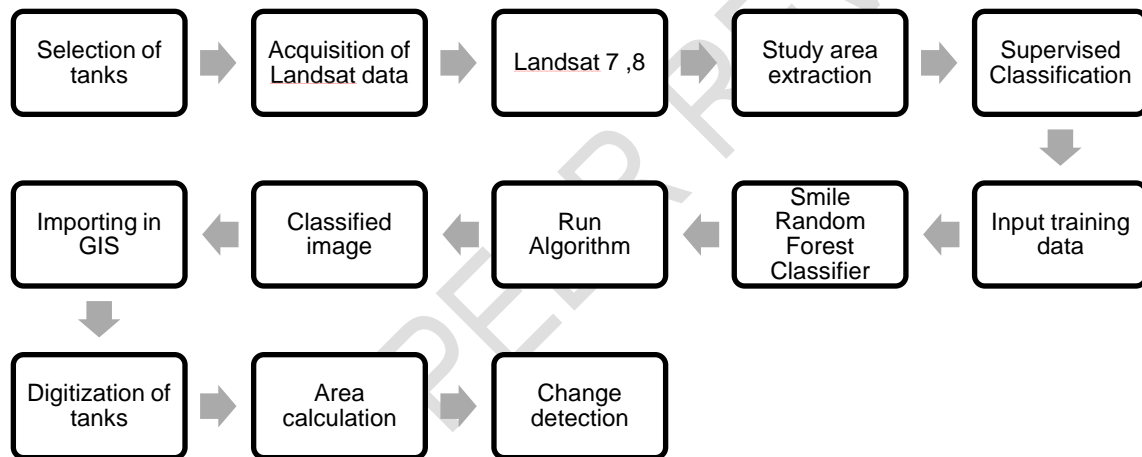 Selection of
tanks
Acquisition of
Landsat data
Landsat 7 ,8
Study area
extraction
Supervised
Classification
Input training
data
Smile
Random
Forest
Classifier
Run
Algorithm
Classified
image
Importing in
GIS
Digitization of
tanks
Area
calculation
Change
detection
PEER